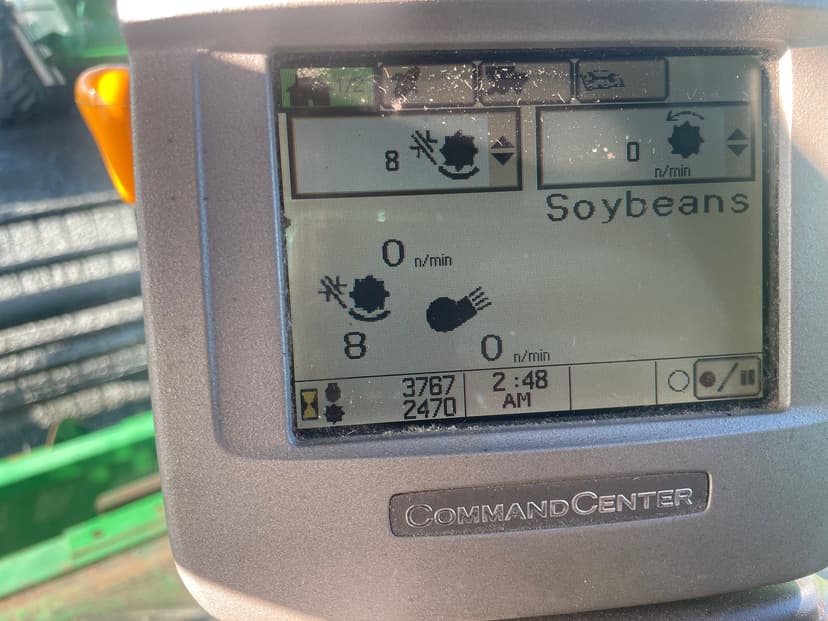 1/2
8
0
n/min
Soybeans
0 n/min
8
0 n/min
3767
2470
2:48
AM
COMMANDCENTER